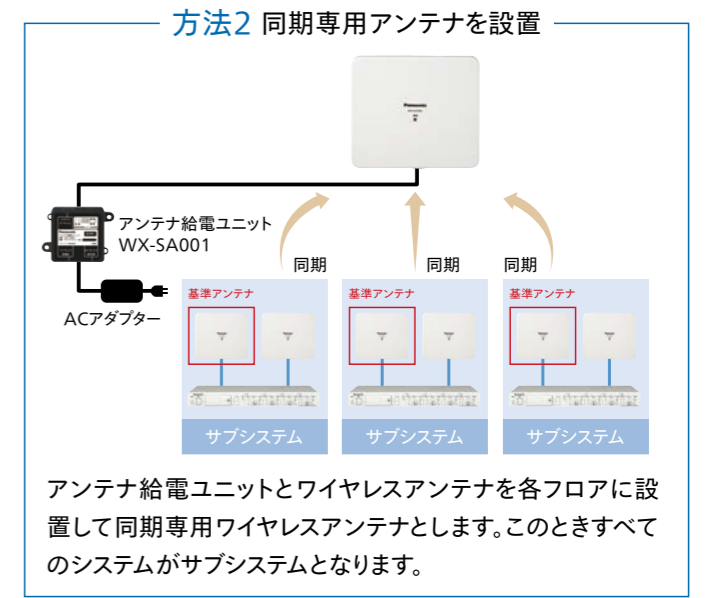 方法2 同期専用アンテナを設置
Panasonic
アンテナ給電ユニット
WX-SA001
ACアダプター
同期
同期
同期
基準アンテナ
基準アンテナ
基準アンテナ
サブシステム
サブシステム
サブシステム
アンテナ給電ユニットとワイヤレスアンテナを各フロアに設
置して同期専用ワイヤレスアンテナとします。このときすべて
のシステムがサブシステムとなります。